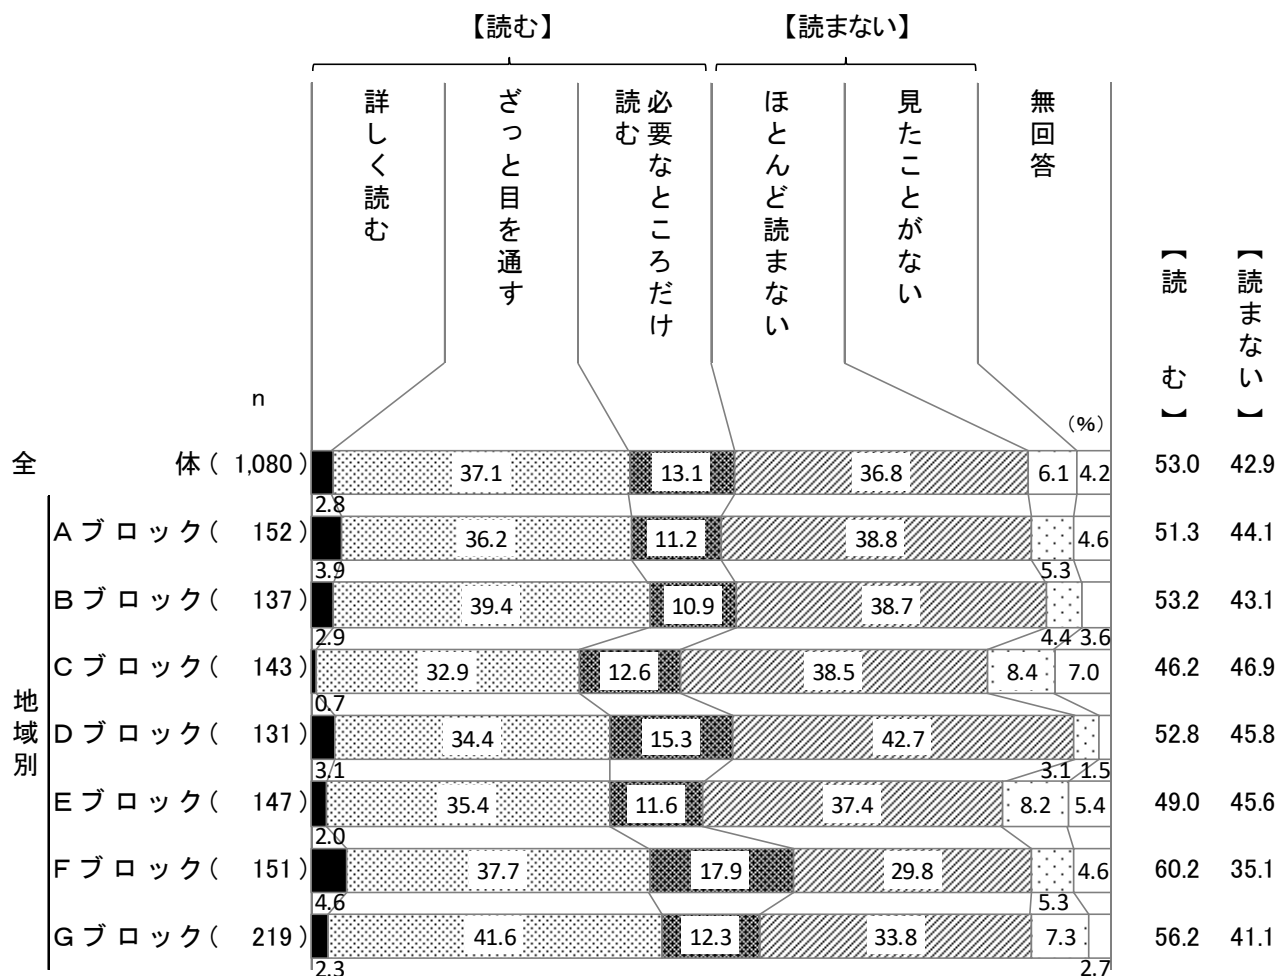 【読む】 【読まない】
詳しく読む
ざっと目を通す
必要なところだけ
読む
ほとんど読まない
見たことがない
無回答
【読む】
【読まない】
n
(%)
全体( 1,080 ) 37.1 13.1 36.8 6.1 4.2 53.0 42.9
2.8
Aブロック( 152 ) 36.2 11.2 38.8 4.6 51.3 44.1
3.9 5.3
Bブロック( 137 ) 39.4 10.9 38.7 53.2 43.1
2.9 4.4 3.6
Cブロック( 143 ) 32.9 12.6 38.5 8.4 7.0 46.2 46.9
0.7
地域別
Dブロック( 131 ) 34.4 15.3 42.7 52.8 45.8
3.1 3.1 1.5
Eブロック( 147 ) 35.4 11.6 37.4 8.2 5.4 49.0 45.6
2.0
Fブロック( 151 ) 37.7 17.9 29.8 4.6 60.2 35.1
4.6 5.3
Gブロック( 219 ) 41.6 12.3 33.8 7.3 56.2 41.1
2.3 2.7